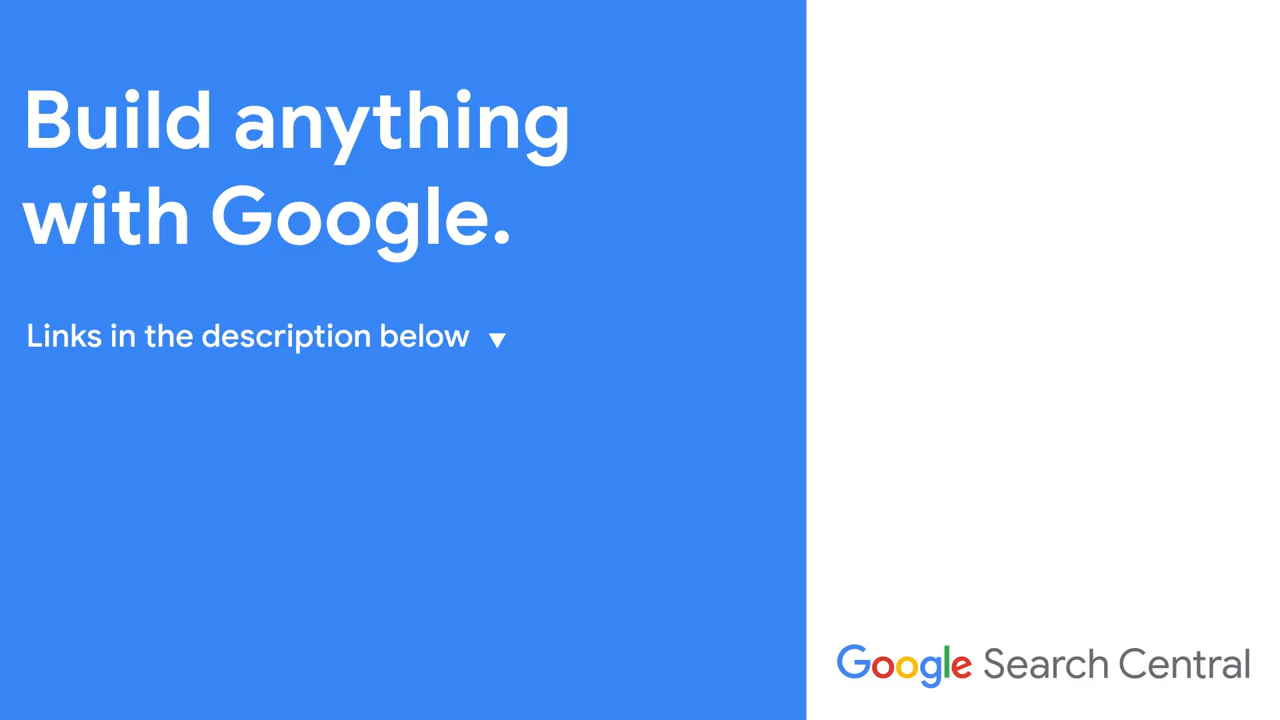 Build anything
with Google.
Links in the description below ▼
Google Search Central